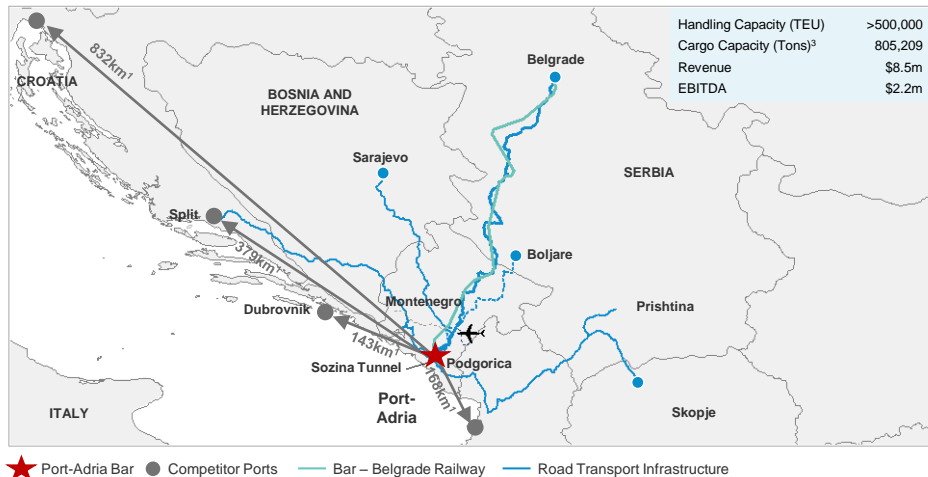 Handling Capacity (TEU) >500,000
Cargo Capacity (Tons)³ 805,209
Revenue $8.5m
EBITDA $2.2m
832km¹
CROATIA
BOSNIA AND
HERZEGOVINA
Belgrade
Sarajevo
SERBIA
Split
379km¹
Boljare
Dubrovnik
Montenegro
Prishtina
143km¹
Sozina Tunnel
Podgorica
168km¹
Port-
Adria
ITALY
Skopje
Port-Adria Bar
Competitor Ports
Bar – Belgrade Railway
Road Transport Infrastructure